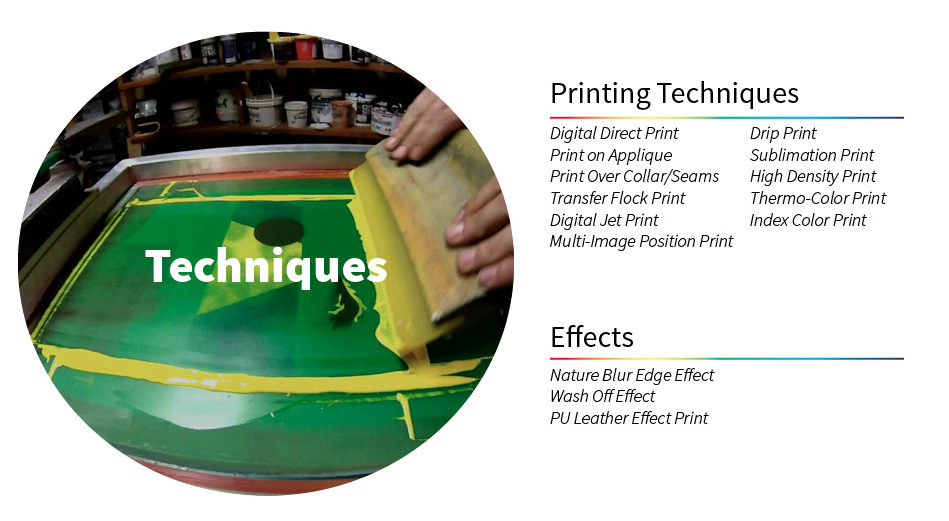 Techniques
Printing Techniques
Digital Direct Print
Print on Applique
Print Over Collar/Seams
Transfer Flock Print
Digital Jet Print
Multi-Image Position Print
Drip Print
Sublimation Print
High Density Print
Thermo-Color Print
Index Color Print
Effects
Nature Blur Edge Effect
Wash Off Effect
PU Leather Effect Print